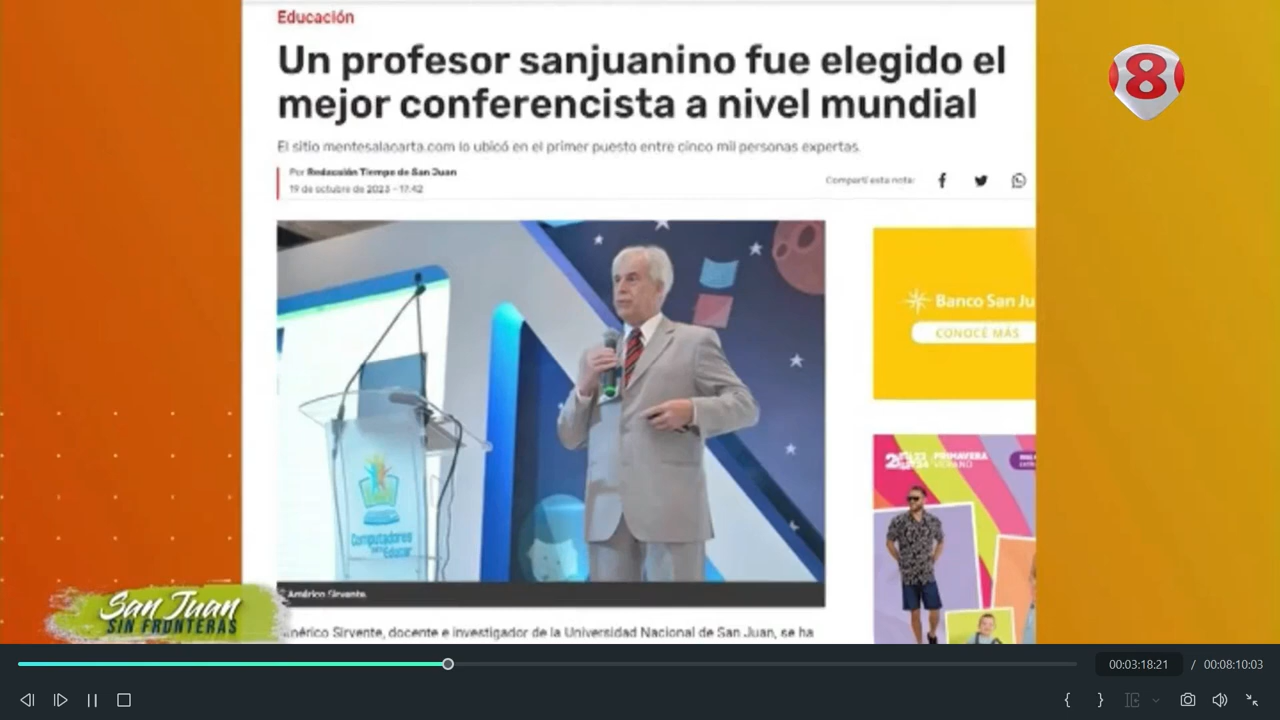 Educación
Un profesor sanjuanino fue elegido el
mejor conferencista a nivel mundial
El sitio mentesalacarta.com lo ubicó en el primer puesto entre cinco mil personas expertas.
Por Redacción Tiempo de San Juan
19 de octubre de 2023 - 17:42
Compartí esta nota:
8
Banco San Ju
CONOCÉ MÁS
PRIMAVERA
VERANO
Computadores
para Educar
Américo Sirvente.
San Juan
SIN FRONTERAS
mérico Sirvente, docente e investigador de la Universidad Nacional de San Juan, se ha
00:03:18:21 / 00:08:10:03
{ }